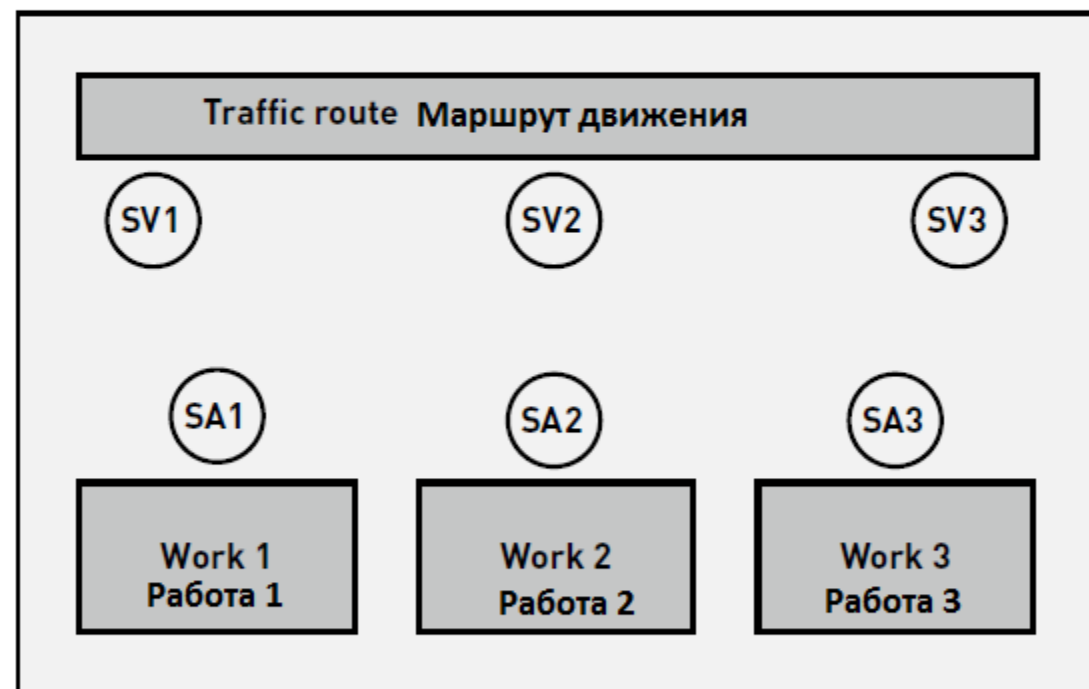 Traffic route Маршрут движения
SV1 SV2 SV3
SA1 SA2 SA3
Work 1
Работа 1
Work 2
Работа 2
Work 3
Работа 3